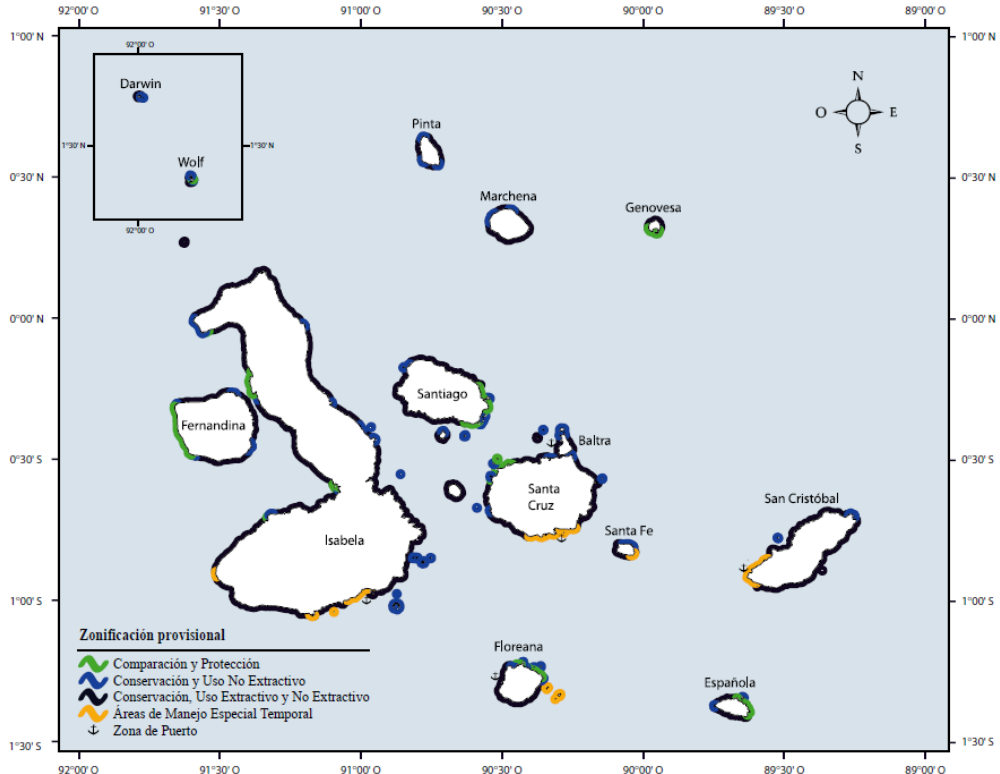 92°00' O 91°30' O 91°00' O 90°30' O 90°00' O 89°30' O 89°00' O
1°00' N 1°00' N
92°00' O
Darwin
N
O E
S
Pinta
1°30' N 1°30' N
Wolf
0°30' N 0°30' N
Marchena
Genovesa
92°00' O
0°00' N 0°00' N
Santiago
Fernandina
Baltra
0°30' S 0°30' S
Santa
Cruz
San Cristóbal
Santa Fe
Isabela
1°00' S 1°00' S
Zonificación provisional
Floreana
Comparación y Protección
Conservación y Uso No Extractivo
Española
Conservación, Uso Extractivo y No Extractivo
Áreas de Manejo Especial Temporal
Zona de Puerto
1°30' S 1°30' S
92°00' O 91°30' O 91°00' O 90°30' O 90°00' O 89°30' O 89°00' O